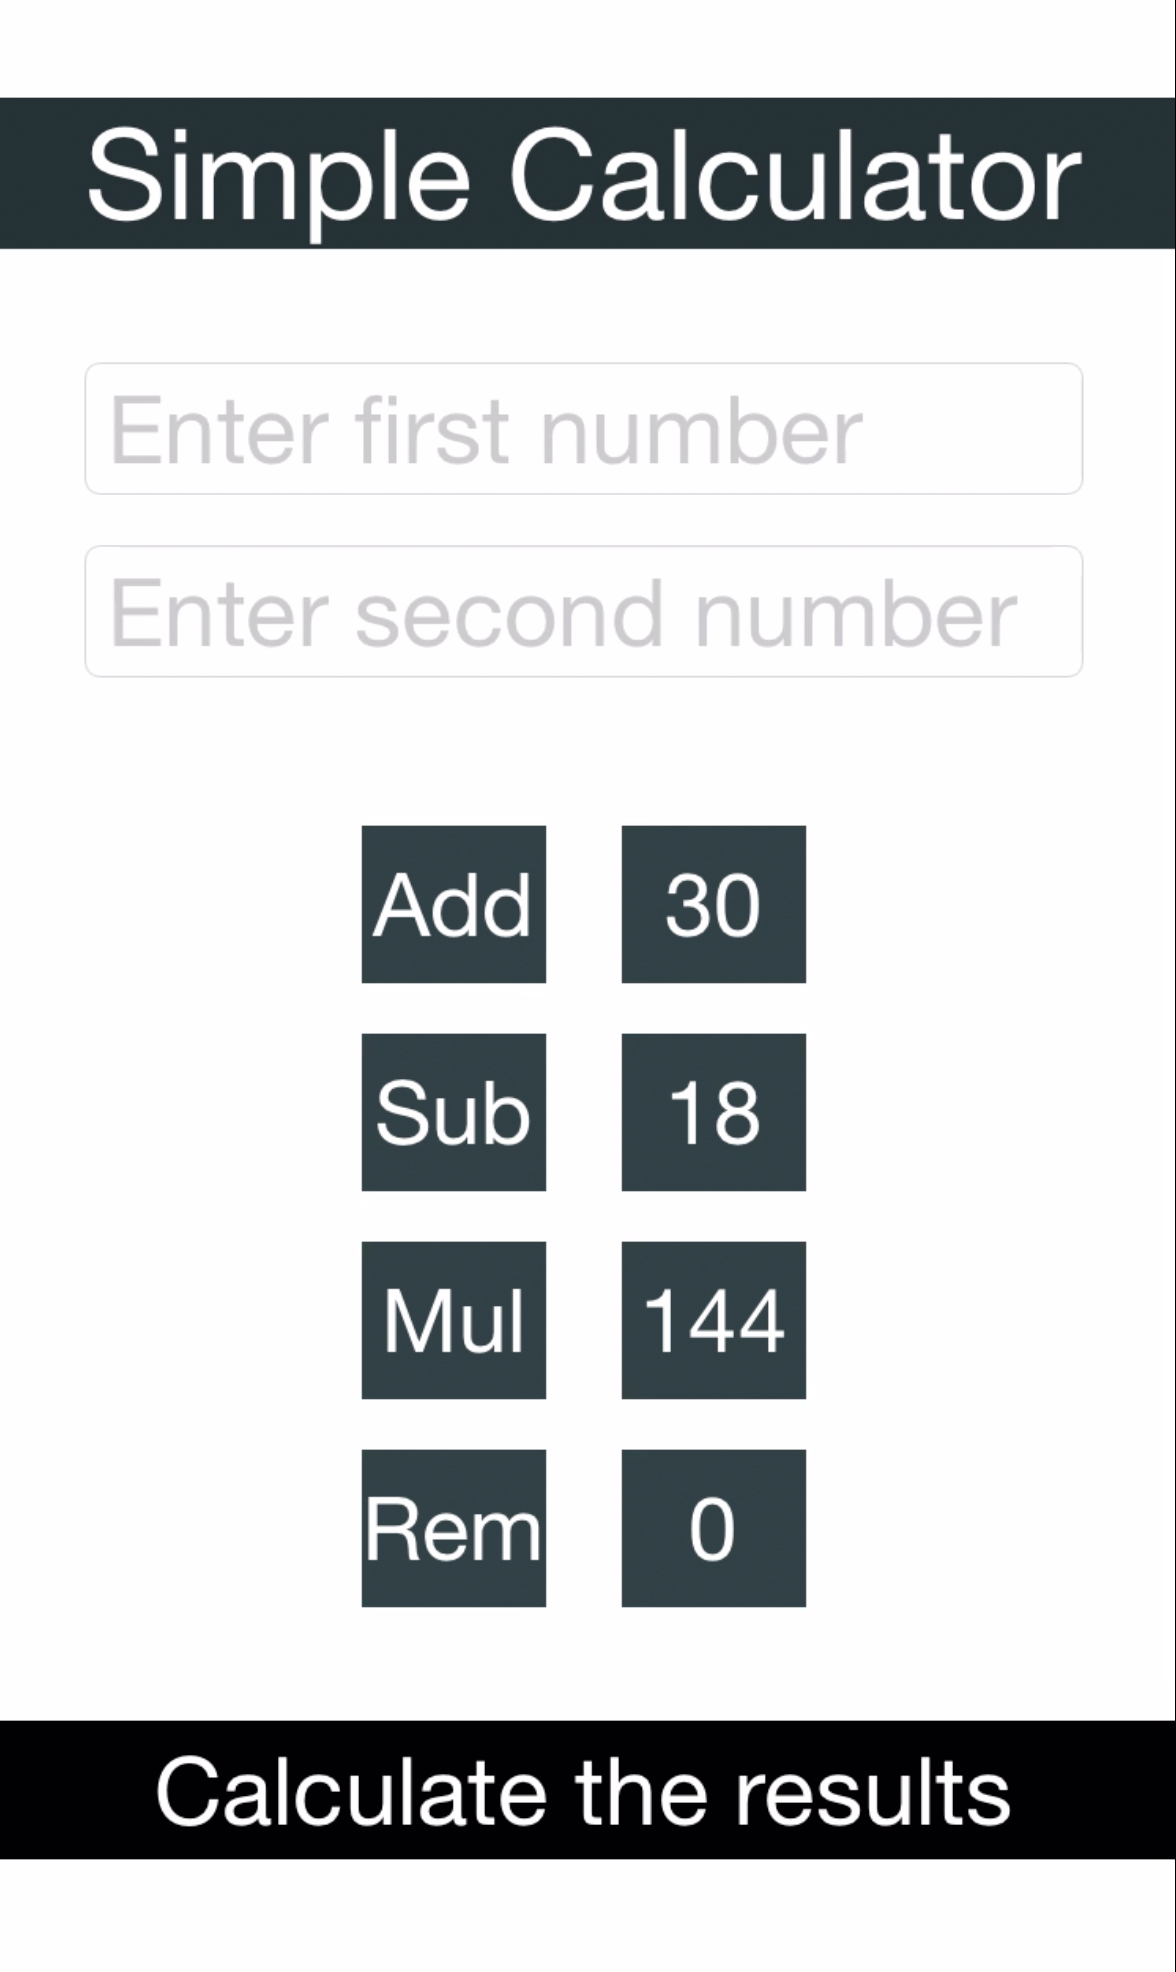 Simple Calculator
Enter first number
Enter second number
Add 30
Sub 18
Mul 144
Rem 0
Calculate the results